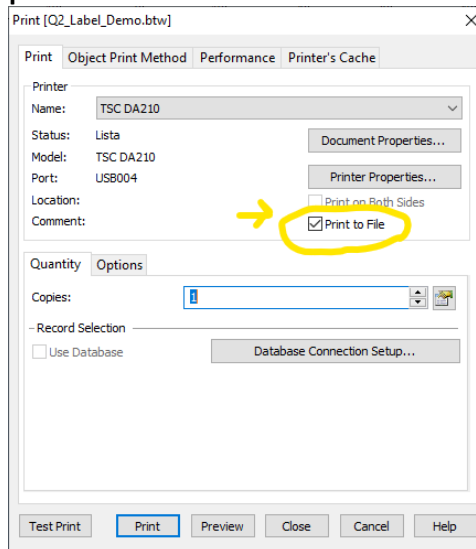 Print [Q2_Label_Demo.btw]
Print Object Print Method Performance Printer's Cache
Printer
Name: TSC DA210
Status: Lista
Document Properties...
Model: TSC DA210
Port: USB004
Printer Properties...
Location:
Print on Both Sides
Comment:
Print to File
Quantity Options
Copies: 1
Record Selection
Use Database
Database Connection Setup...
Test Print Print Preview Close Cancel Help